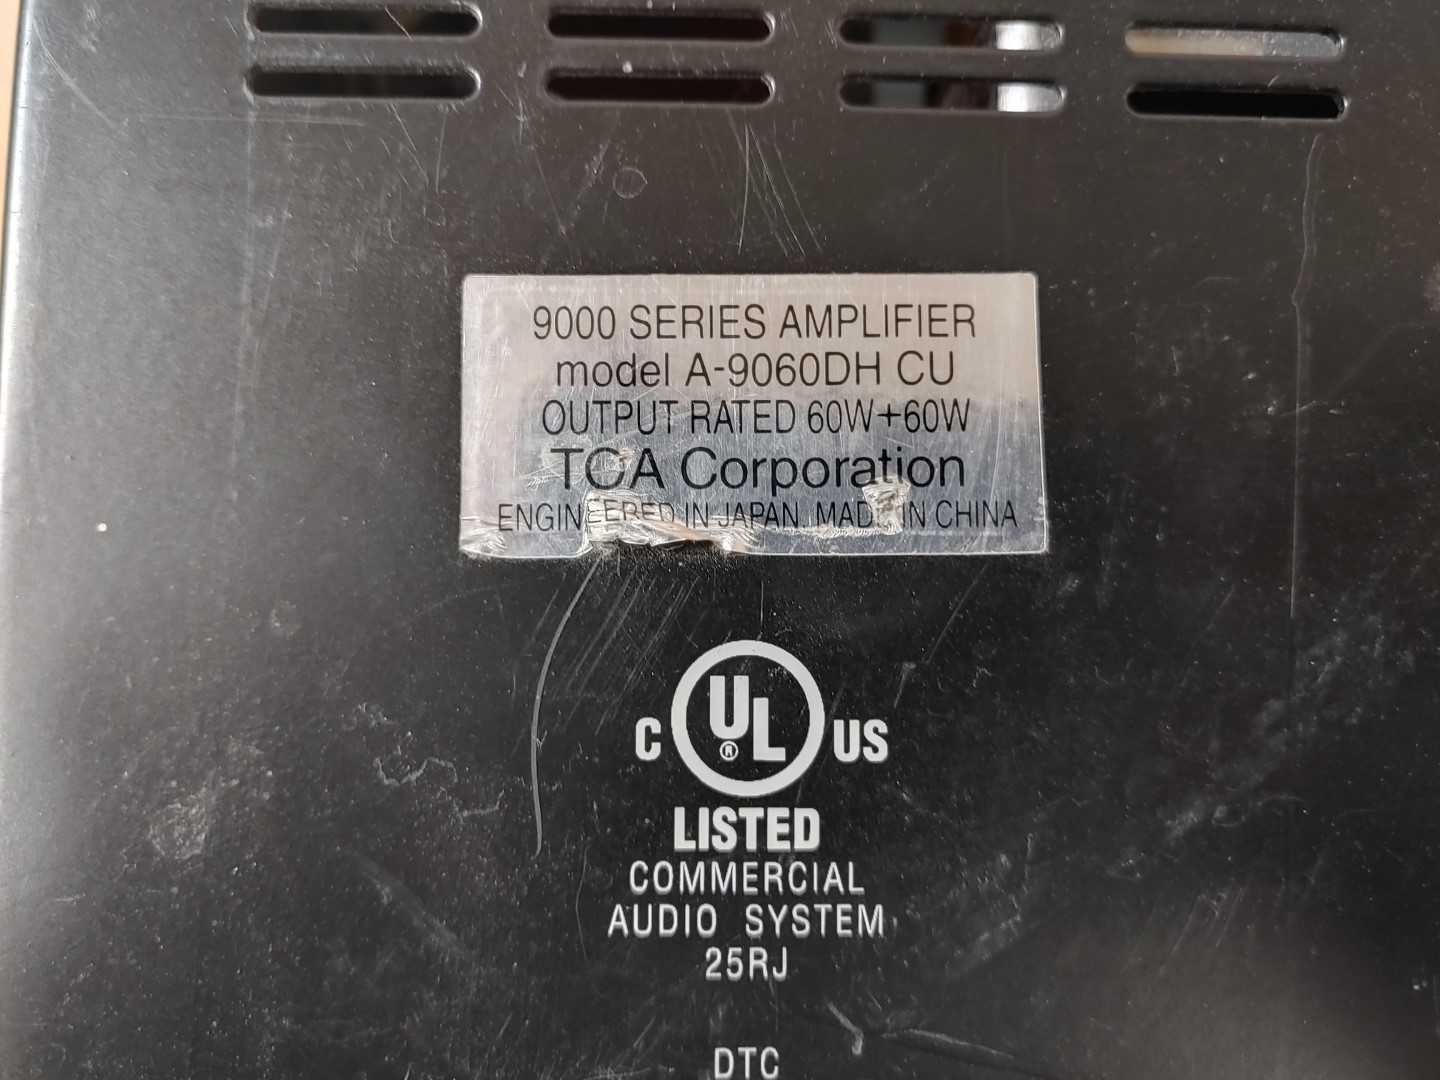 9000 SERIES AMPLIFIER
model A-9060DH CU
OUTPUT RATED 60W+60W
TOA Corporation
ENGINEERED IN JAPAN, MADE IN CHINA
C UL® US
LISTED
COMMERCIAL
AUDIO SYSTEM
25RJ
DTC